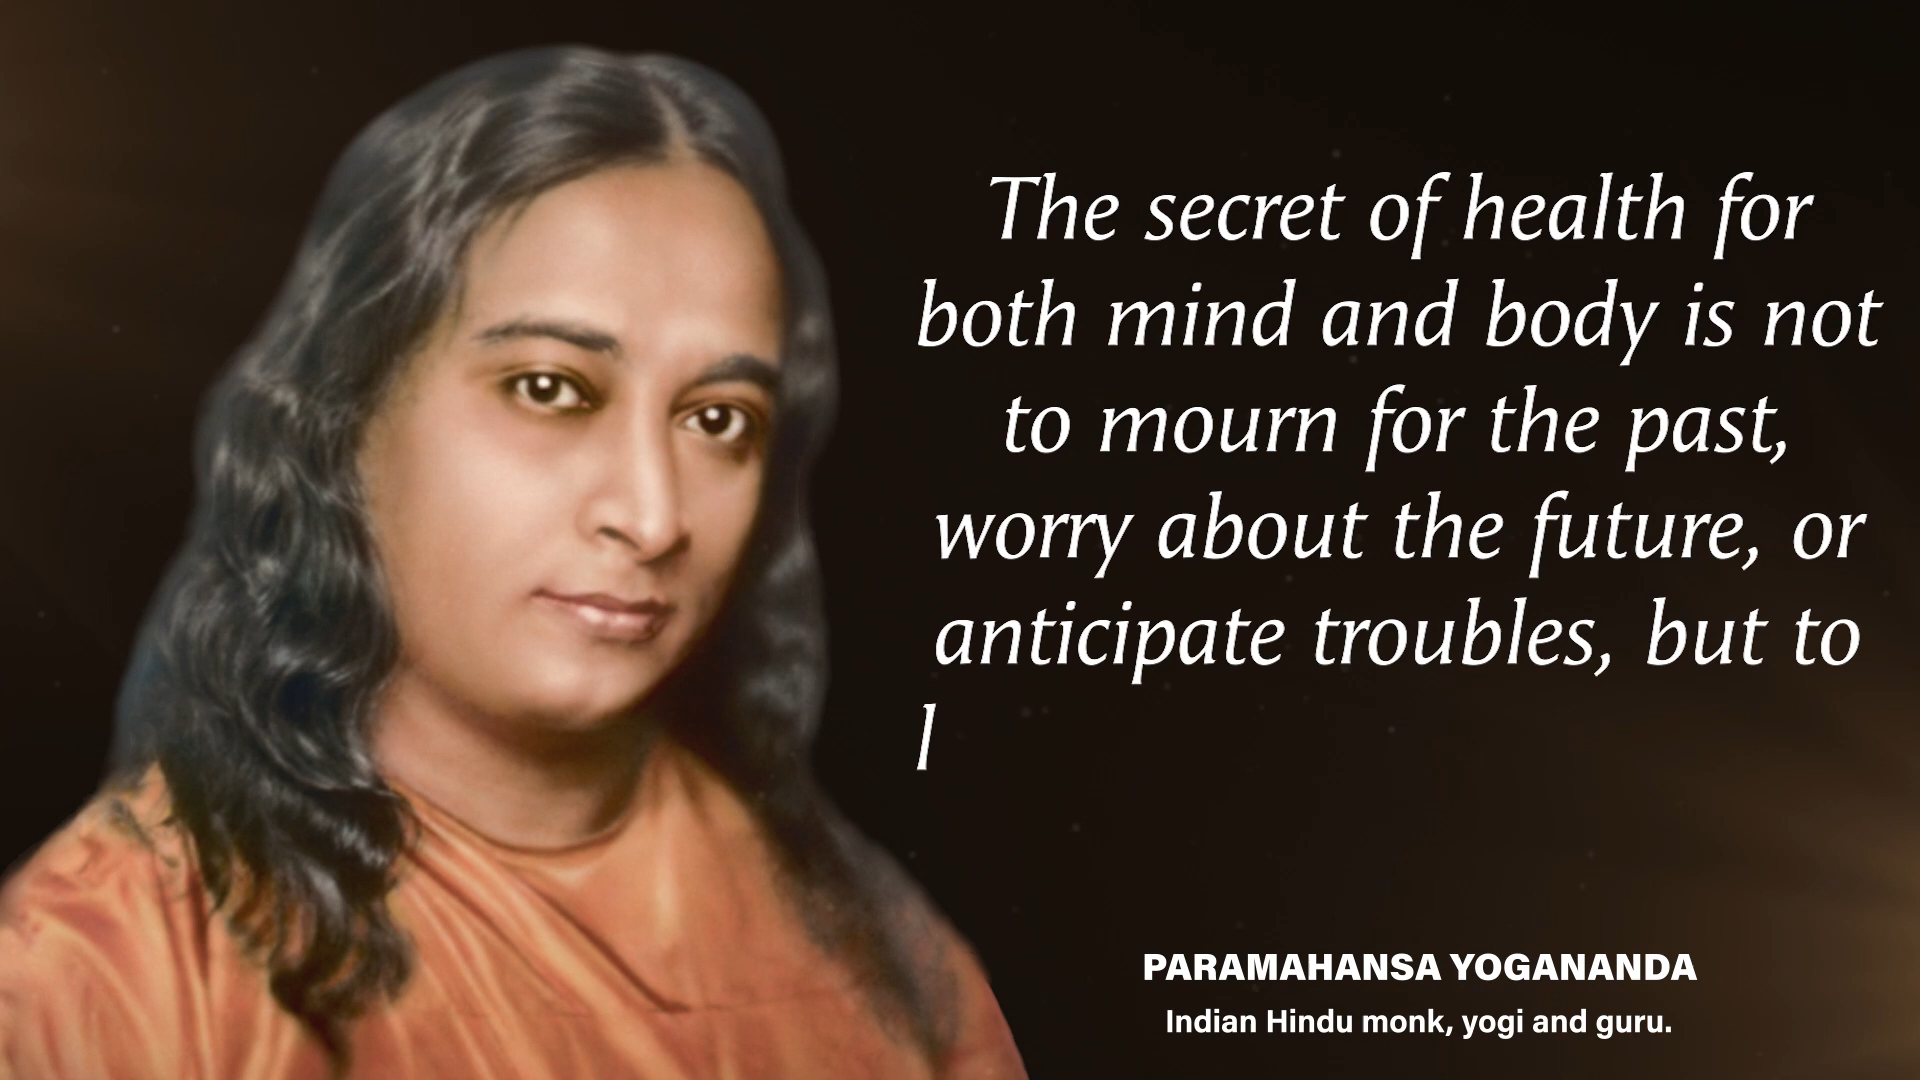 The secret of health for
both mind and body is not
to mourn for the past,
worry about the future, or
anticipate troubles, but to
l
PARAMAHANSA YOGANANDA
Indian Hindu monk, yogi and guru.